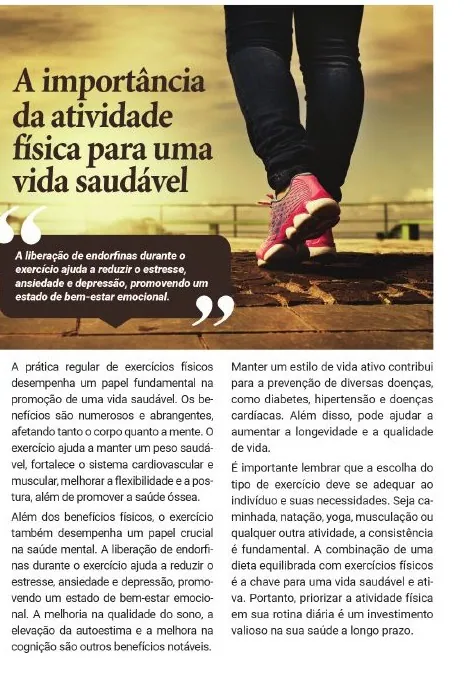 A importância
da atividade
física para uma
vida saudável
“
A liberação de endorfinas durante o
exercício ajuda a reduzir o estresse,
ansiedade e depressão, promovendo um
estado de bem-estar emocional.
”
A prática regular de exercícios físicos
desempenha um papel fundamental na
promoção de uma vida saudável. Os be-
nefícios são numerosos e abrangentes,
afetando tanto o corpo quanto a mente. O
exercício ajuda a manter um peso saudá-
vel, fortalece o sistema cardiovascular e
muscular, melhorar a flexibilidade e a pos-
tura, além de promover a saúde óssea.
Além dos benefícios físicos, o exercício
também desempenha um papel crucial
na saúde mental. A liberação de endorfi-
nas durante o exercício ajuda a reduzir o
estresse, ansiedade e depressão, promo-
vendo um estado de bem-estar emocio-
nal. A melhoria na qualidade do sono, a
elevação da autoestima e a melhora na
cognição são outros benefícios notáveis.
Manter um estilo de vida ativo contribui
para a prevenção de diversas doenças,
como diabetes, hipertensão e doenças
cardíacas. Além disso, pode ajudar a
aumentar a longevidade e a qualidade
de vida.
É importante lembrar que a escolha do
tipo de exercício deve se adequar ao
indivíduo e suas necessidades. Seja ca-
minhada, natação, yoga, musculação ou
qualquer outra atividade, a consistência
é fundamental. A combinação de uma
dieta equilibrada com exercícios físicos
é a chave para uma vida saudável e ati-
va. Portanto, priorizar a atividade física
em sua rotina diária é um investimento
valioso na sua saúde a longo prazo.